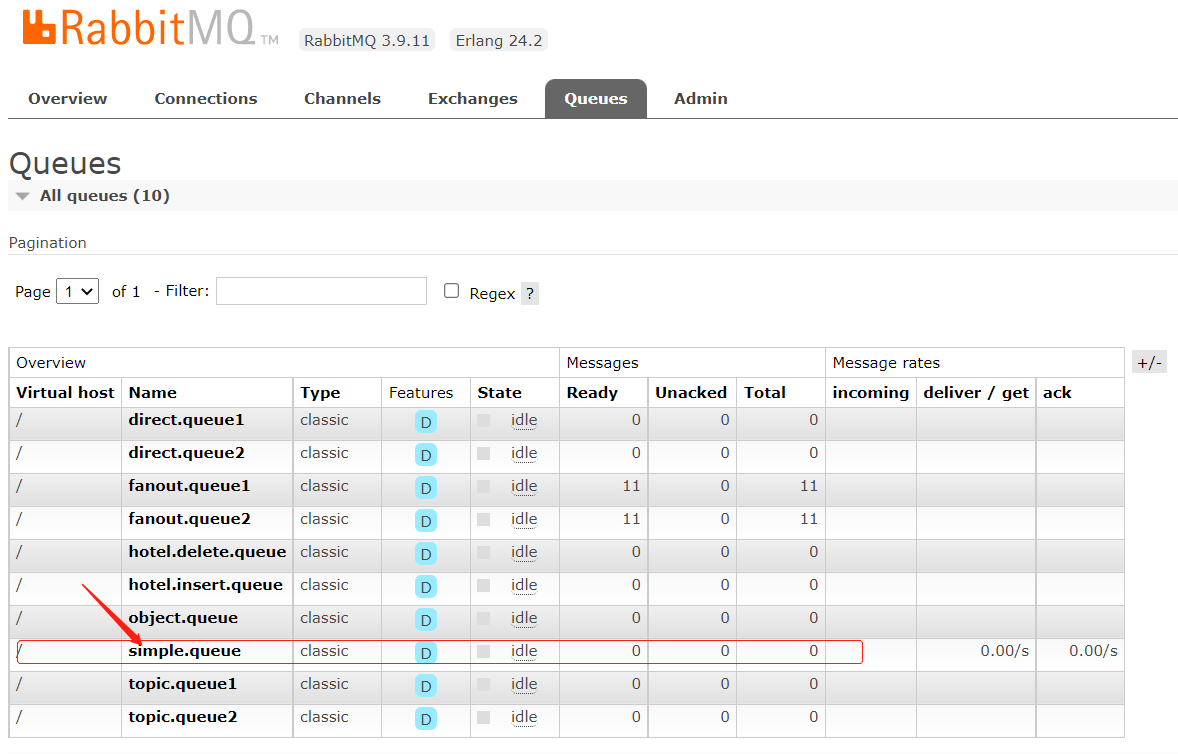 RabbitMQ TM RabbitMQ 3.9.11 Erlang 24.2
Overview Connections Channels Exchanges Queues Admin
Queues
All queues (10)
Pagination
Page 1 of 1 - Filter: Regex ?
Overview Messages Message rates +/-
Virtual host Name Type Features State Ready Unacked Total incoming deliver / get ack
/ direct.queue1 classic D idle 0 0 0
/ direct.queue2 classic D idle 0 0 0
/ fanout.queue1 classic D idle 11 0 11
/ fanout.queue2 classic D idle 11 0 11
/ hotel.delete.queue classic D idle 0 0 0
/ hotel.insert.queue classic D idle 0 0 0
/ object.queue classic D idle 0 0 0
/ simple.queue classic D idle 0 0 0 0.00/s 0.00/s
/ topic.queue1 classic D idle 0 0 0
/ topic.queue2 classic D idle 0 0 0